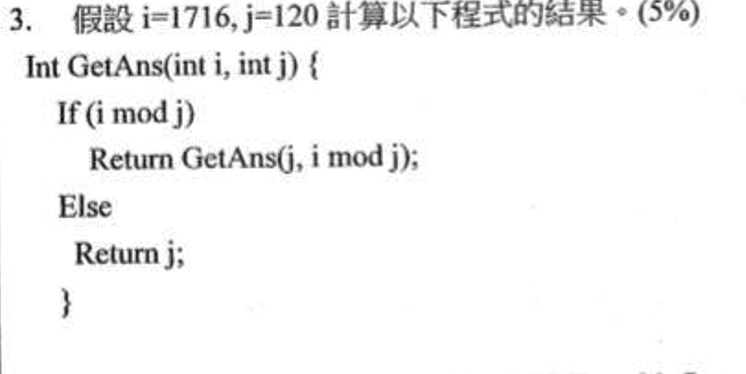 3. 假設 i=1716, j=120 計算以下程式的結果。(5%)
Int GetAns(int i, int j) {
If (i mod j)
Return GetAns(j, i mod j);
Else
Return j;
}